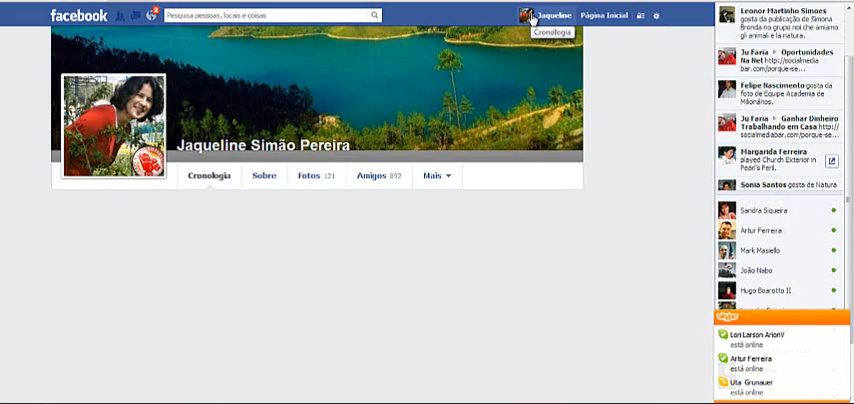 facebook
2
Pesquisa pessoas, locais e coisas
Jaqueline
Página Inicial
Cronologia
Jaqueline Simão Pereira
Cronologia
Sobre
Fotos 121
Amigos 892
Mais
Leonor Martinho Simoes
gosta da publicação de Simona
Bronda no grupo noi che amiamo
gli animali e la natura.
Ju Faria ▸ Oportunidades
Na Net http://socialmedia
bar.com/porque-se...
Felipe Nascimento gosta da
foto de Equipe Academia de
Milionários.
Ju Faria ▸ Ganhar Dinheiro
Trabalhando em Casa http://
socialmediabar.com/porque-se...
Margarida Ferreira
played Church Exterior in
Pearl's Peril.
Sonia Santos gosta de Natura
Sandra Siqueira
Artur Ferreira
Mark Masiello
João Nabo
Hugo Boarotto II
skype
Lori Larson ArionV
está online
Artur Ferreira
está online
Uta Grunauer
está online